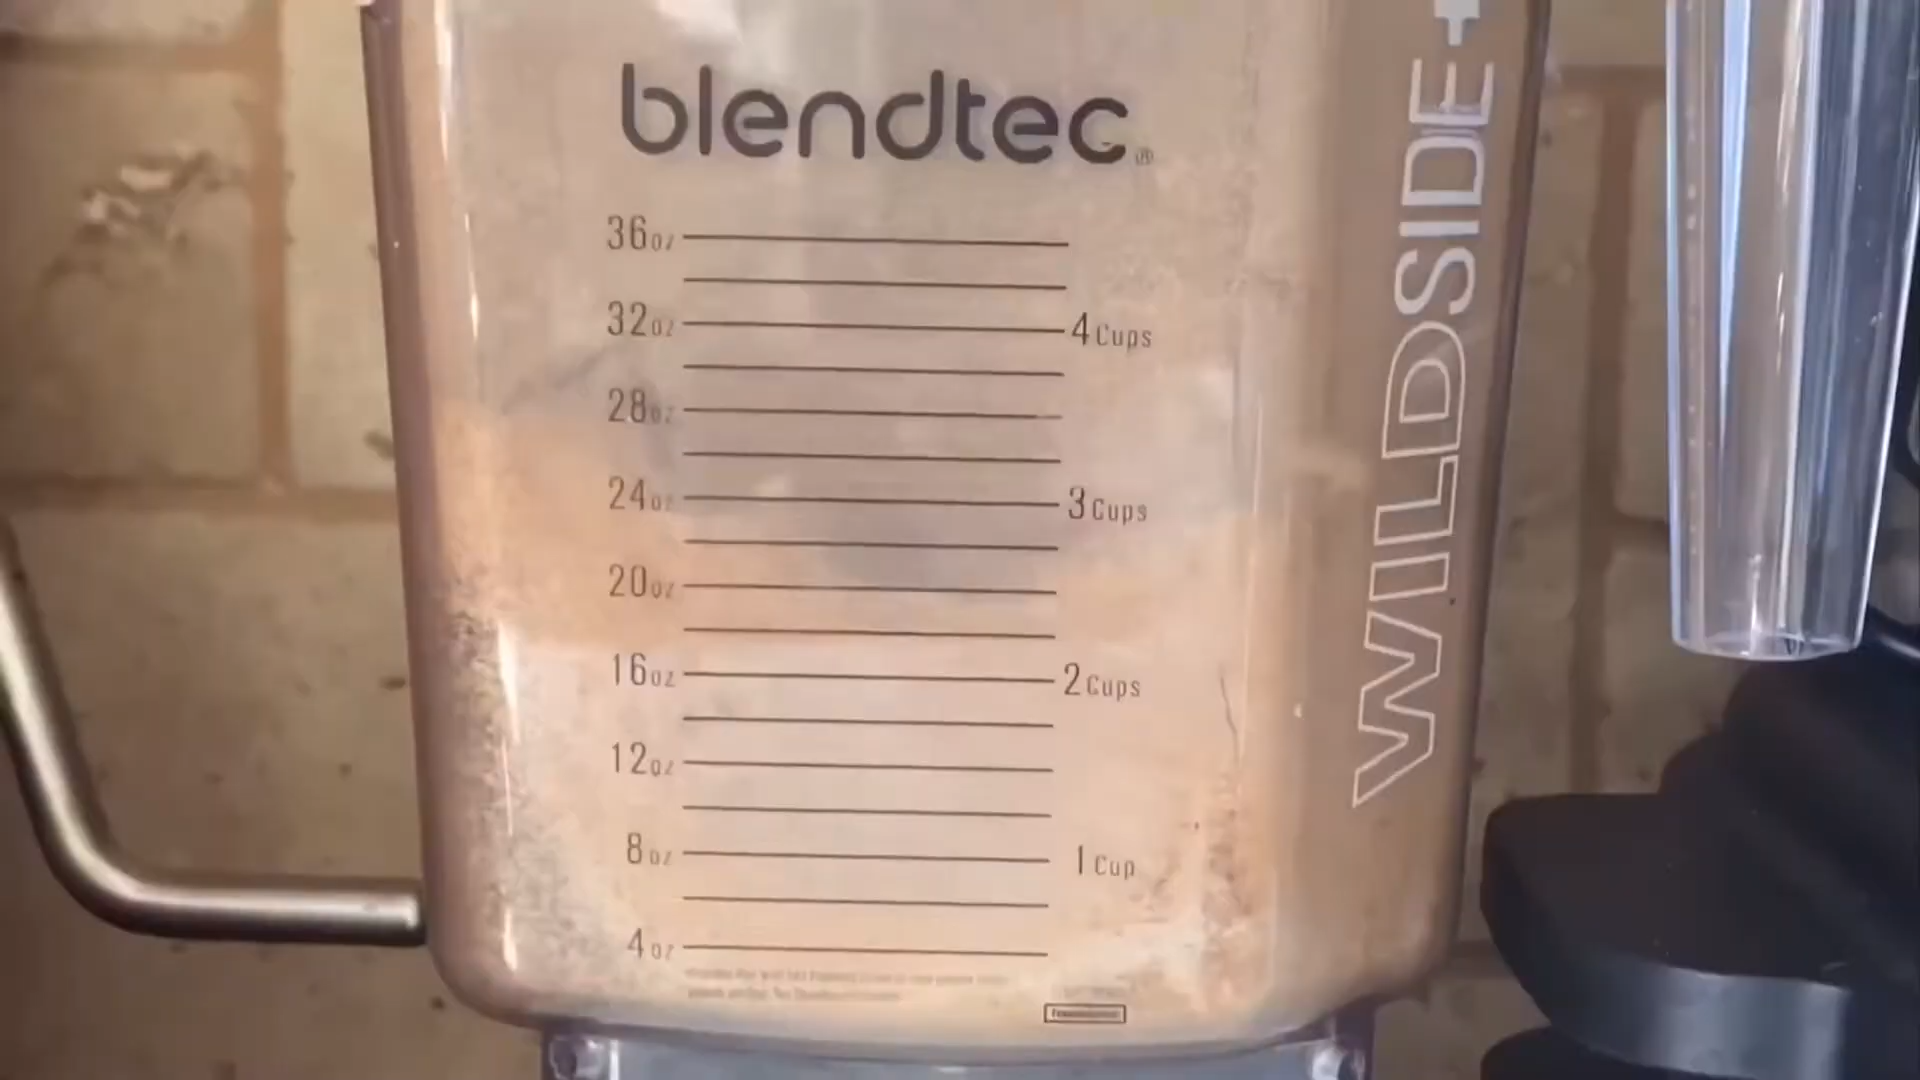 blendtec®
36oz
32oz 4 Cups
28oz
24oz 3 Cups
20oz
16oz 2 Cups
12oz
8oz 1 Cup
4oz
WILDSIDE+